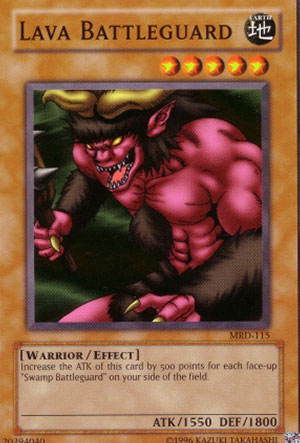 LAVA BATTLEGUARD
EARTH
地
MRD-115
[WARRIOR / EFFECT]
Increase the ATK of this card by 500 points for each face-up
"Swamp Battleguard" on your side of the field.
ATK/1550 DEF/1800
20394040
©1996 KAZUKI TAKAHASHI